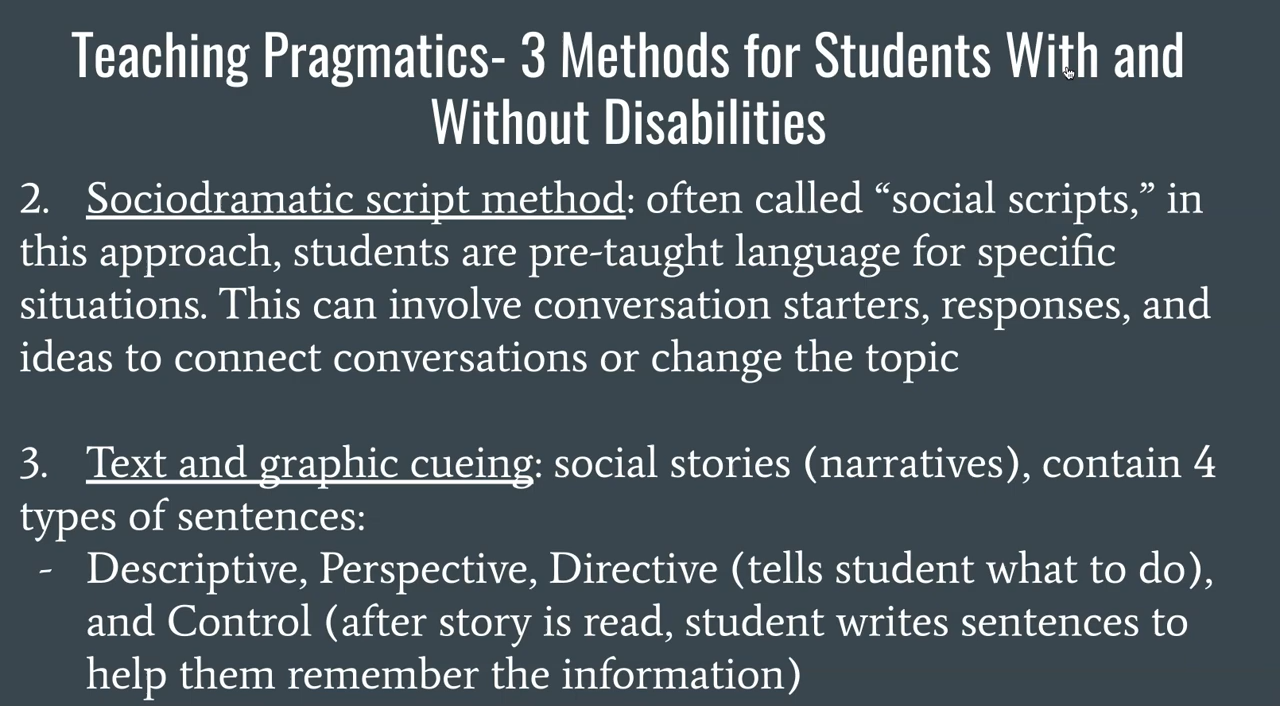 Teaching Pragmatics- 3 Methods for Students With and
Without Disabilities
2. Sociodramatic script method: often called “social scripts,” in
this approach, students are pre-taught language for specific
situations. This can involve conversation starters, responses, and
ideas to connect conversations or change the topic
3. Text and graphic cueing: social stories (narratives), contain 4
types of sentences:
- Descriptive, Perspective, Directive (tells student what to do),
and Control (after story is read, student writes sentences to
help them remember the information)